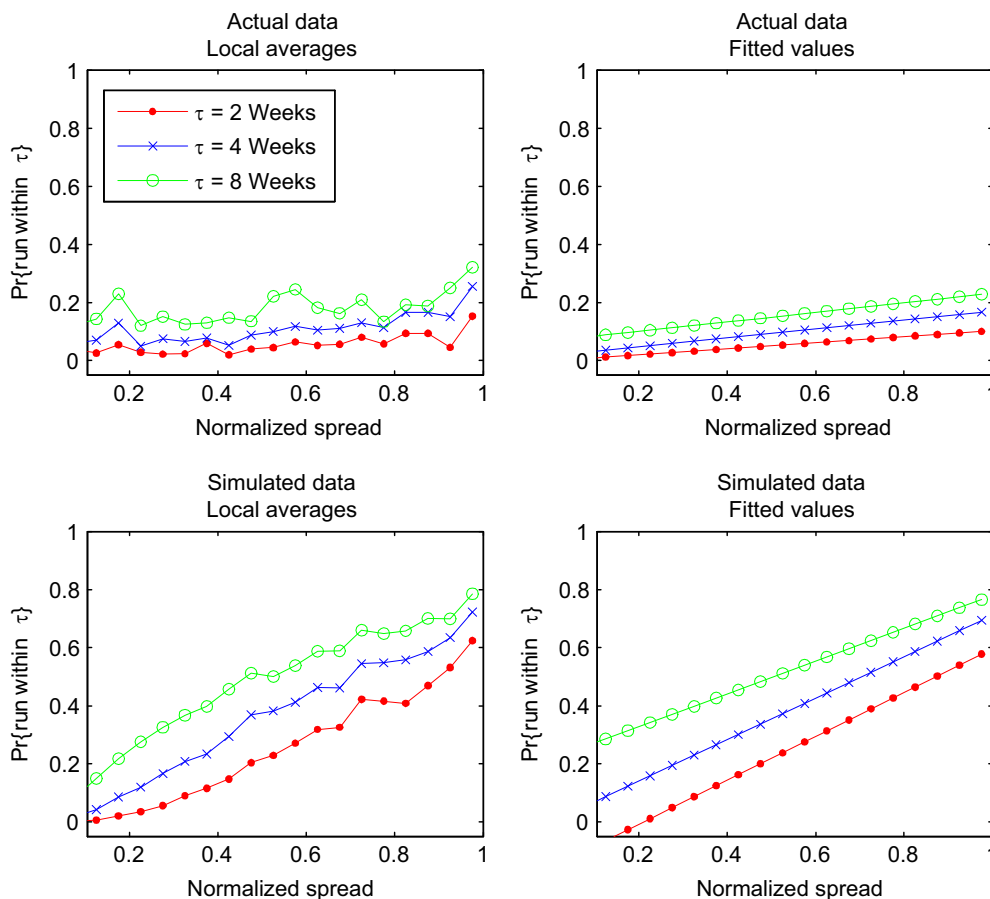 Actual data
Local averages
1
0.8
0.6
0.4
0.2
0
0.2 0.4 0.6 0.8 1
Pr{run within τ}
Normalized spread
τ = 2 Weeks
τ = 4 Weeks
τ = 8 Weeks
Actual data
Fitted values
1
0.8
0.6
0.4
0.2
0
0.2 0.4 0.6 0.8 1
Pr{run within τ}
Normalized spread
Simulated data
Local averages
1
0.8
0.6
0.4
0.2
0
0.2 0.4 0.6 0.8 1
Pr{run within τ}
Normalized spread
Simulated data
Fitted values
1
0.8
0.6
0.4
0.2
0
0.2 0.4 0.6 0.8 1
Pr{run within τ}
Normalized spread